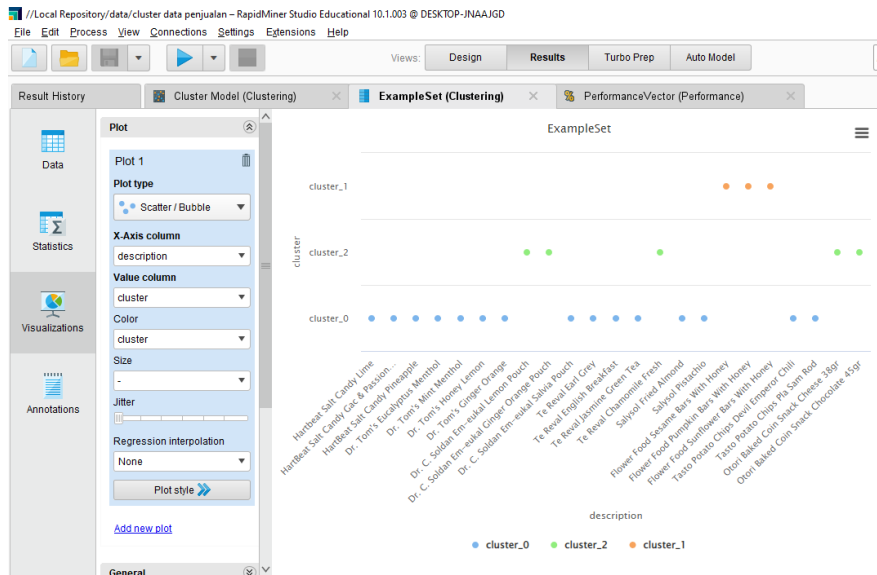 //Local Repository/data/cluster data penjualan – RapidMiner Studio Educational 10.1.003 @ DESKTOP-JNAAJGD
File Edit Process View Connections Settings Extensions Help
Views: Design Results Turbo Prep Auto Model
Result History Cluster Model (Clustering) ExampleSet (Clustering) PerformanceVector (Performance)
Data
Statistics
Visualizations
Annotations
Plot
Plot 1
Plot type
Scatter / Bubble
X-Axis column
description
Value column
cluster
Color
cluster
Size
-
Jitter
Regression interpolation
None
Plot style
Add new plot
General
ExampleSet
cluster
cluster_1
cluster_2
cluster_0
Hartbeat Salt Candy Lime
HartBeat Salt Candy Gac & Passion...
HartBeat Salt Candy Pineapple
Dr. Tom's Eucalyptus Menthol
Dr. Tom's Mint Menthol
Dr. Tom's Honey Lemon
Dr. Tom's Ginger Orange
Dr. C. Soldan Em-eukal Lemon Pouch
Dr. C. Soldan Em-eukal Ginger Orange Pouch
Dr. C. Soldan Em-eukal Salvia Pouch
Te Reval Earl Grey
Te Reval English Breakfast
Te Reval Jasmine Green Tea
Te Reval Chamomile Fresh
Salysol Fried Almond
Salysol Pistachio
Flower Food Sesame Bars With Honey
Flower Food Pumpkin Bars With Honey
Flower Food Sunflower Bars With Honey
Tasto Potato Chips Devil Emperor Chili
Tasto Potato Chips Pla Sam Rod
Otori Baked Coin Snack Cheese 38gr
Otori Baked Coin Snack Chocolate 45gr
description
cluster_0 cluster_2 cluster_1